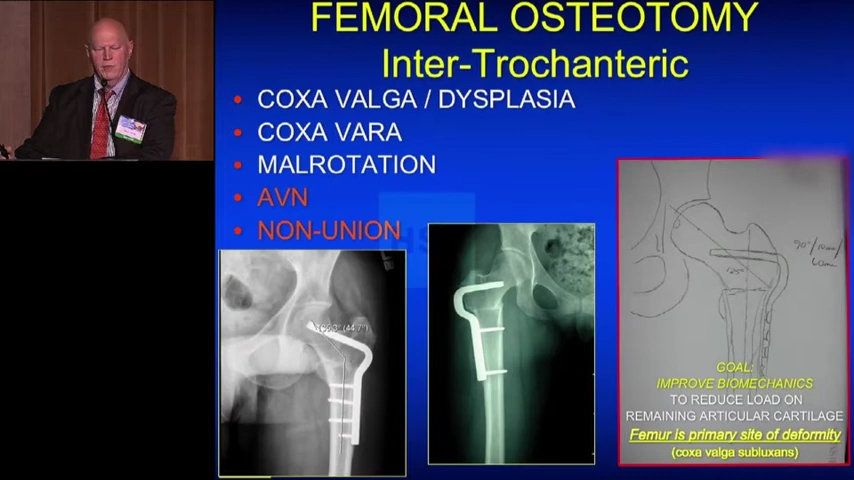 FEMORAL OSTEOTOMY
Inter-Trochanteric
• COXA VALGA / DYSPLASIA
• COXA VARA
• MALROTATION
• AVN
• NON-UNION
125°
GOAL:
IMPROVE BIOMECHANICS
TO REDUCE LOAD ON
REMAINING ARTICULAR CARTILAGE
Femur is primary site of deformity
(coxa valga subluxans)